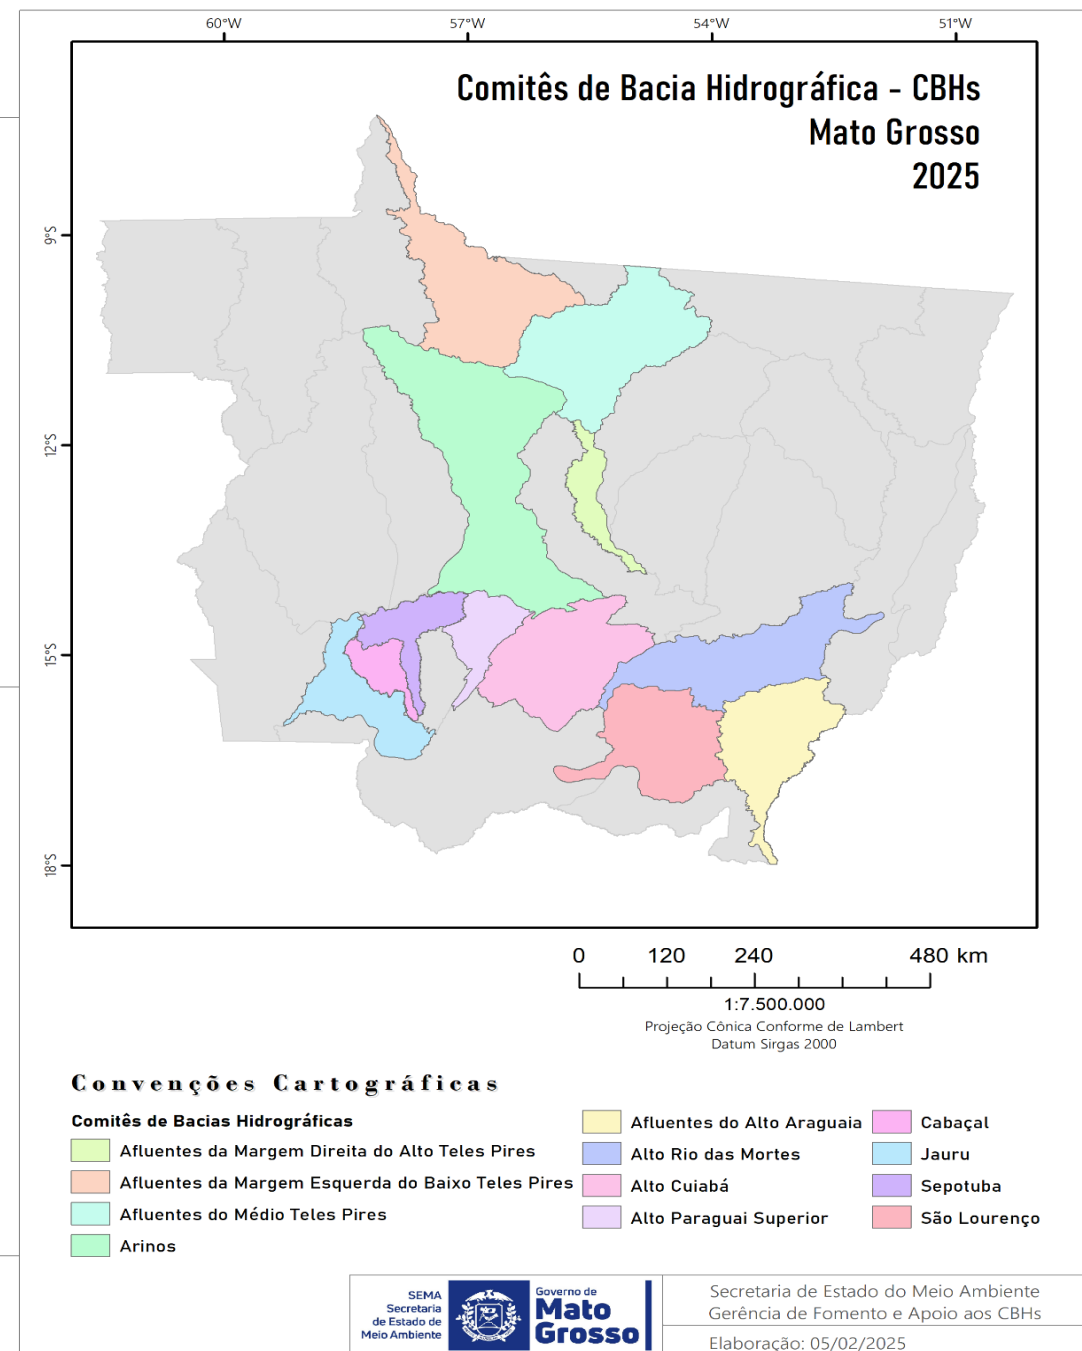 60°W 57°W 54°W 51°W
Comitês de Bacia Hidrográfica - CBHs
Mato Grosso
2025
9°S
12°S
15°S
18°S
0 120 240 480 km
1:7.500.000
Projeção Cônica Conforme de Lambert
Datum Sirgas 2000
Convenções Cartográficas
Comitês de Bacias Hidrográficas
Afluentes da Margem Direita do Alto Teles Pires
Afluentes da Margem Esquerda do Baixo Teles Pires
Afluentes do Médio Teles Pires
Arinos
Afluentes do Alto Araguaia
Alto Rio das Mortes
Alto Cuiabá
Alto Paraguai Superior
Cabaçal
Jauru
Sepotuba
São Lourenço
SEMA
Secretaria
de Estado de
Meio Ambiente
Governo de
Mato
Grosso
Secretaria de Estado do Meio Ambiente
Gerência de Fomento e Apoio aos CBHs
Elaboração: 05/02/2025